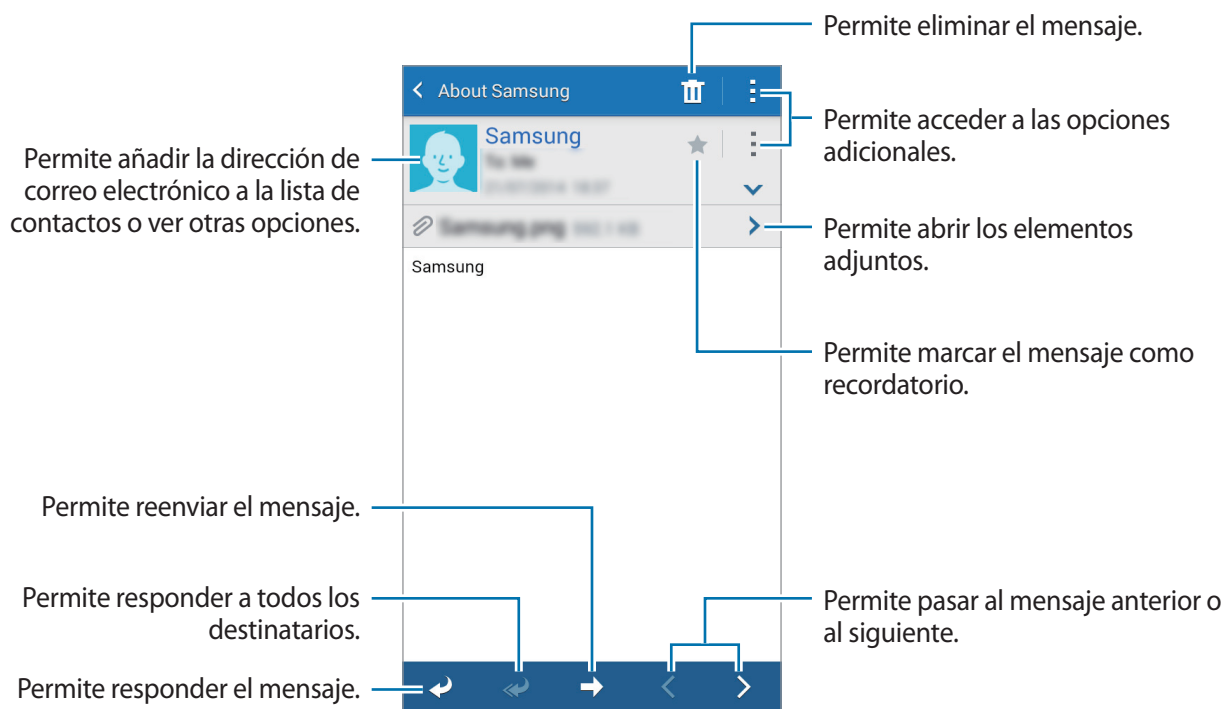 Permite eliminar el mensaje.
About Samsung
Permite acceder a las opciones
adicionales.
Samsung
Permite añadir la dirección de
correo electrónico a la lista de
contactos o ver otras opciones.
Permite abrir los elementos
adjuntos.
Samsung
Permite marcar el mensaje como
recordatorio.
Permite reenviar el mensaje.
Permite responder a todos los
destinatarios.
Permite pasar al mensaje anterior o
al siguiente.
Permite responder el mensaje.